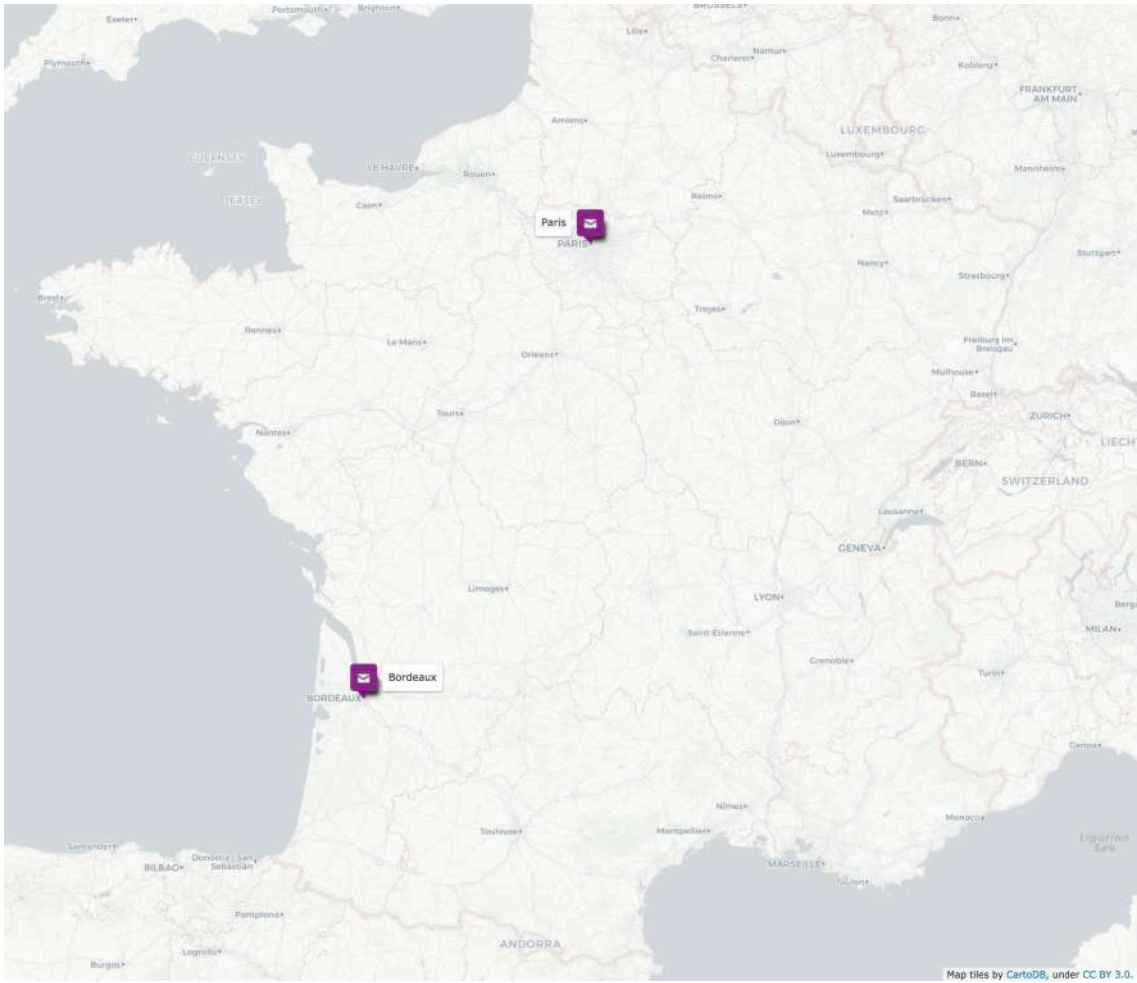 Exeter
Portsmouth
Brighton
BRUSSELS
Bonn
Lille
Plymouth
Charleroi
Namur
Koblenz
FRANKFURT
AM MAIN
Amiens
LUXEMBOURG
GUERNSEY
LE HAVRE
Rouen
Luxembourg
Mannheim
JERSEY
Caen
Reims
Saarbrücken
Metz
Paris
PARIS
Nancy
Stuttgart
Strasbourg
Brest
Rennes
Le Mans
Troyes
Orléans
Freiburg im
Breisgau
Mulhouse
Basel
Tours
Dijon
ZURICH
Nantes
LIECH
BERN
SWITZERLAND
Lausanne
GENEVA
Limoges
LYON
Berg
Saint-Etienne
MILAN
Grenoble
Turin
Bordeaux
BORDEAUX
Genoa
Nîmes
Monaco
Toulouse
Montpellier
Ligurian
Sea
Santander
BILBAO
Donostia / San
Sebastián
MARSEILLE
Toulon
Pamplona
ANDORRA
Logroño
Burgos
Map tiles by CartoDB, under CC BY 3.0.